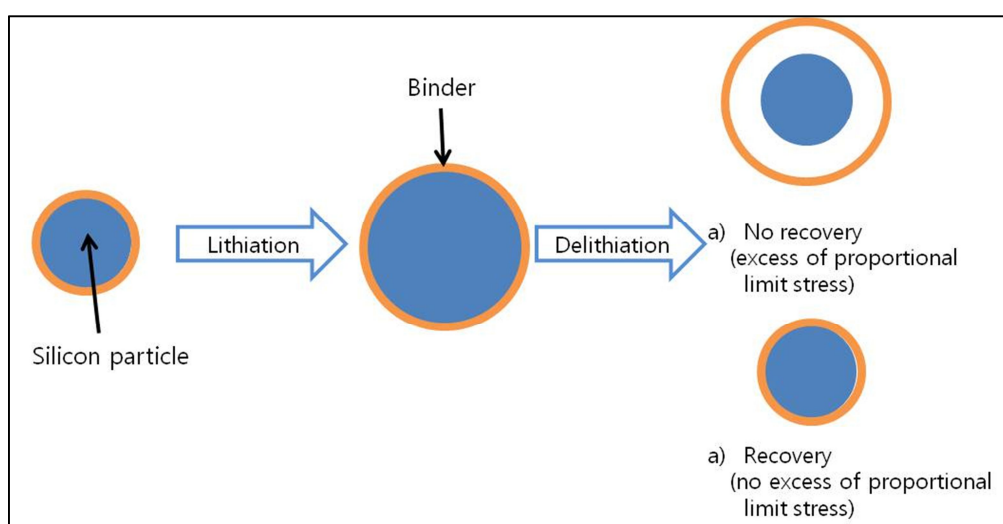 Binder
Lithiation
Delithiation
Silicon particle
a) No recovery
(excess of proportional
limit stress)
a) Recovery
(no excess of proportional
limit stress)